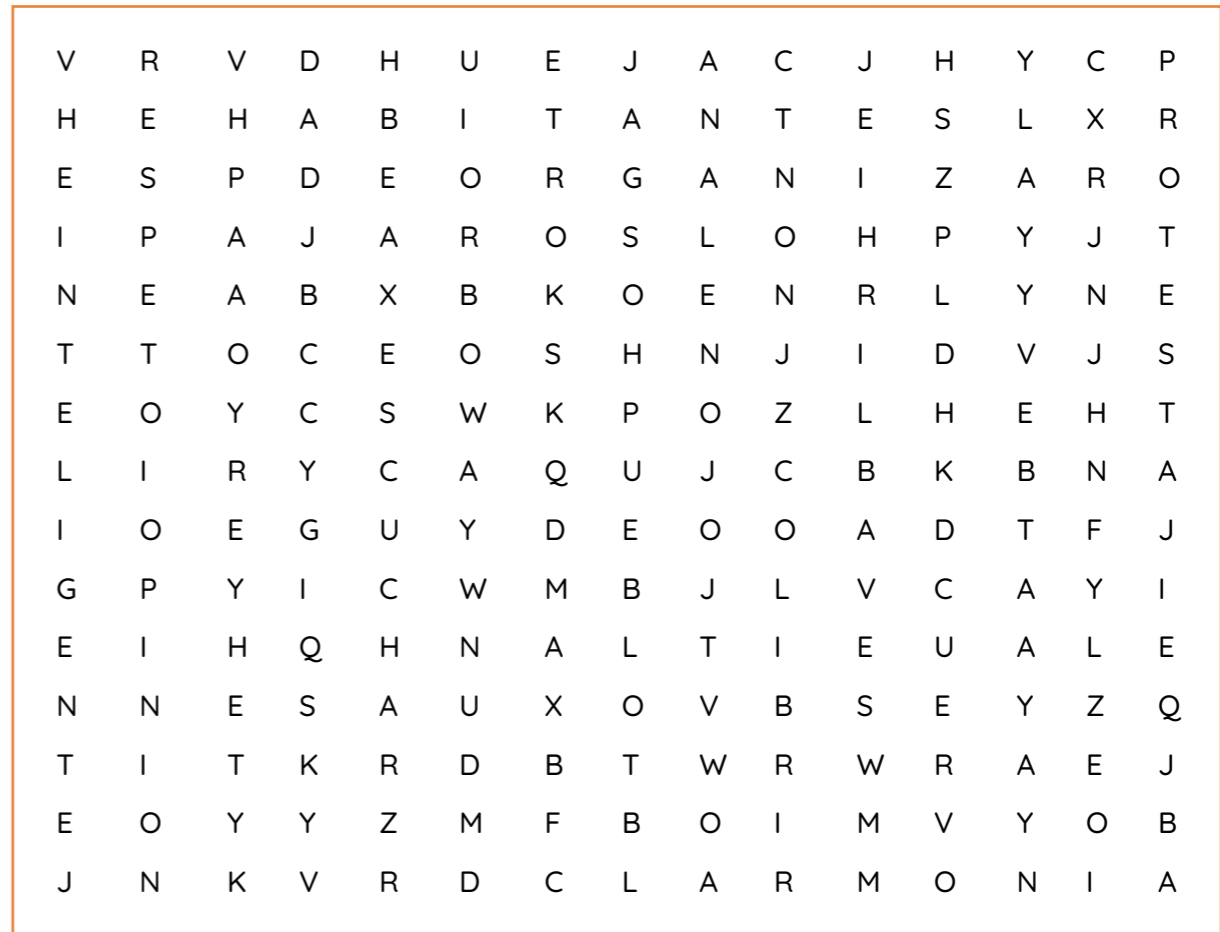 V R V D H U E J A C J H Y C P
H E H A B I T A N T E S L X R
E S P D E O R G A N I Z A R O
I P A J A R O S L O H P Y J T
N E A B X B K O E N R L Y N E
T T O C E O S H N J I D V J S
E O Y C S W K P O Z L H E H T
L I R Y C A Q U J C B K B N A
I O E G U Y D E O O A D T F J
G P Y I C W M B J L V C A Y I
E I H Q H N A L T I E U A L E
N N E S A U X O V B S E Y Z Q
T I T K R D B T W R W R A E J
E O Y Y Z M F B O I M V Y O B
J N K V R D C L A R M O N I A